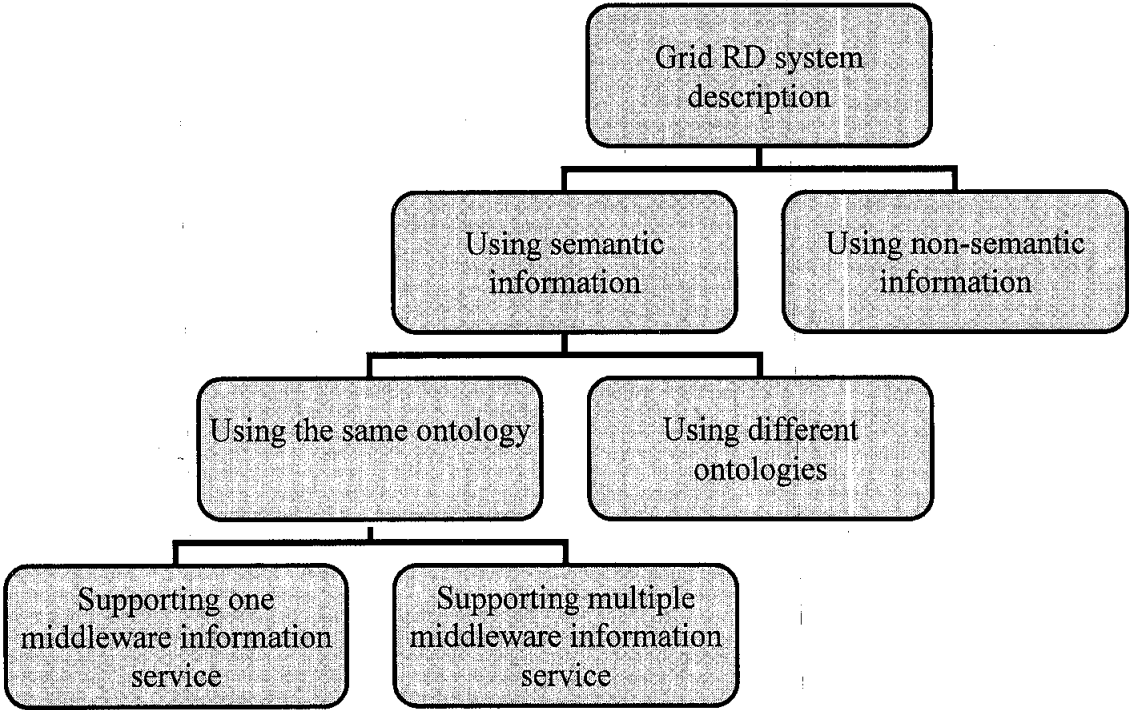 Grid RD system
description
Using semantic
information
Using non-semantic
information
Using the same ontology
Using different
ontologies
Supporting one
middleware information
service
Supporting multiple
middleware information
service